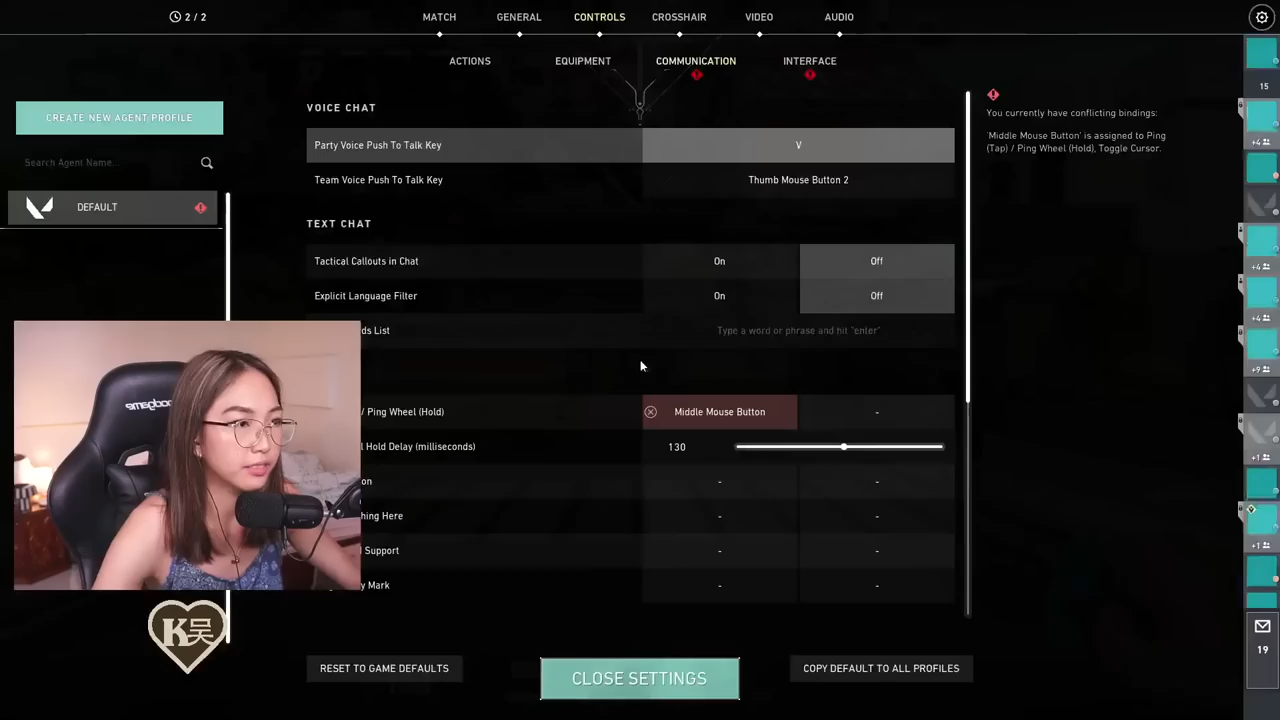 2 / 2
MATCH
GENERAL
CONTROLS
CROSSHAIR
VIDEO
AUDIO
ACTIONS
EQUIPMENT
COMMUNICATION
INTERFACE
CREATE NEW AGENT PROFILE
Search Agent Name...
DEFAULT
VOICE CHAT
Party Voice Push To Talk Key V
Team Voice Push To Talk Key Thumb Mouse Button 2
TEXT CHAT
Tactical Callouts in Chat On Off
Explicit Language Filter On Off
List Type a word or phrase and hit "enter"
/ Ping Wheel (Hold) Middle Mouse Button -
Hold Delay (milliseconds) 130
- -
Here - -
Support - -
Mark - -
RESET TO GAME DEFAULTS
CLOSE SETTINGS
COPY DEFAULT TO ALL PROFILES
You currently have conflicting bindings:
'Middle Mouse Button' is assigned to Ping
(Tap) / Ping Wheel (Hold), Toggle Cursor.
15
+4
+4
+4
+9
+1
+1
19
K吴